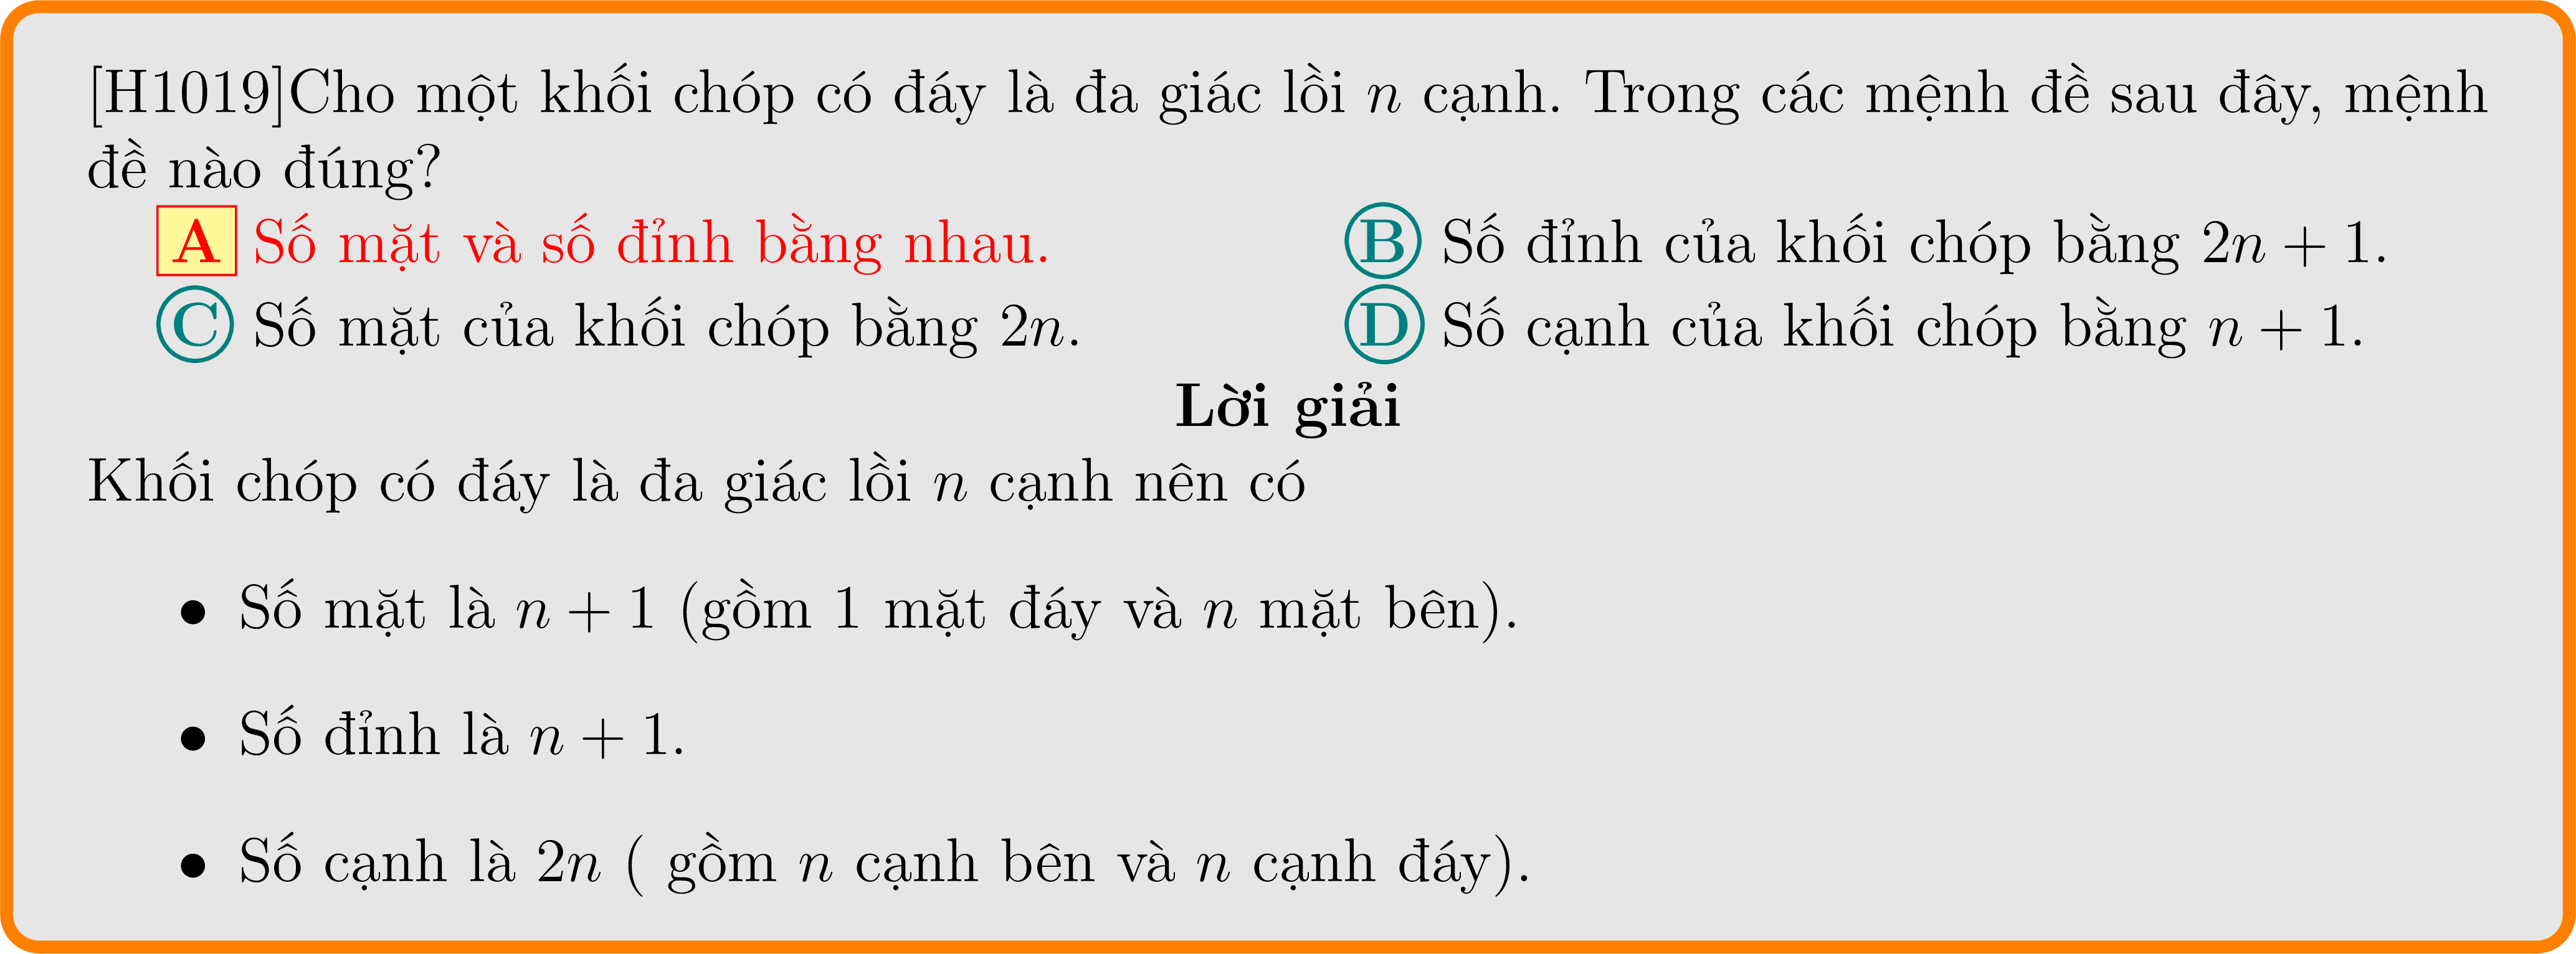 [H1019]Cho một khối chóp có đáy là đa giác lồi n cạnh. Trong các mệnh đề sau đây, mệnh
đề nào đúng?
A Số mặt và số đỉnh bằng nhau. B Số đỉnh của khối chóp bằng 2n + 1.
C Số mặt của khối chóp bằng 2n. D Số cạnh của khối chóp bằng n + 1.
Lời giải
Khối chóp có đáy là đa giác lồi n cạnh nên có
• Số mặt là n + 1 (gồm 1 mặt đáy và n mặt bên).
• Số đỉnh là n + 1.
• Số cạnh là 2n ( gồm n cạnh bên và n cạnh đáy).